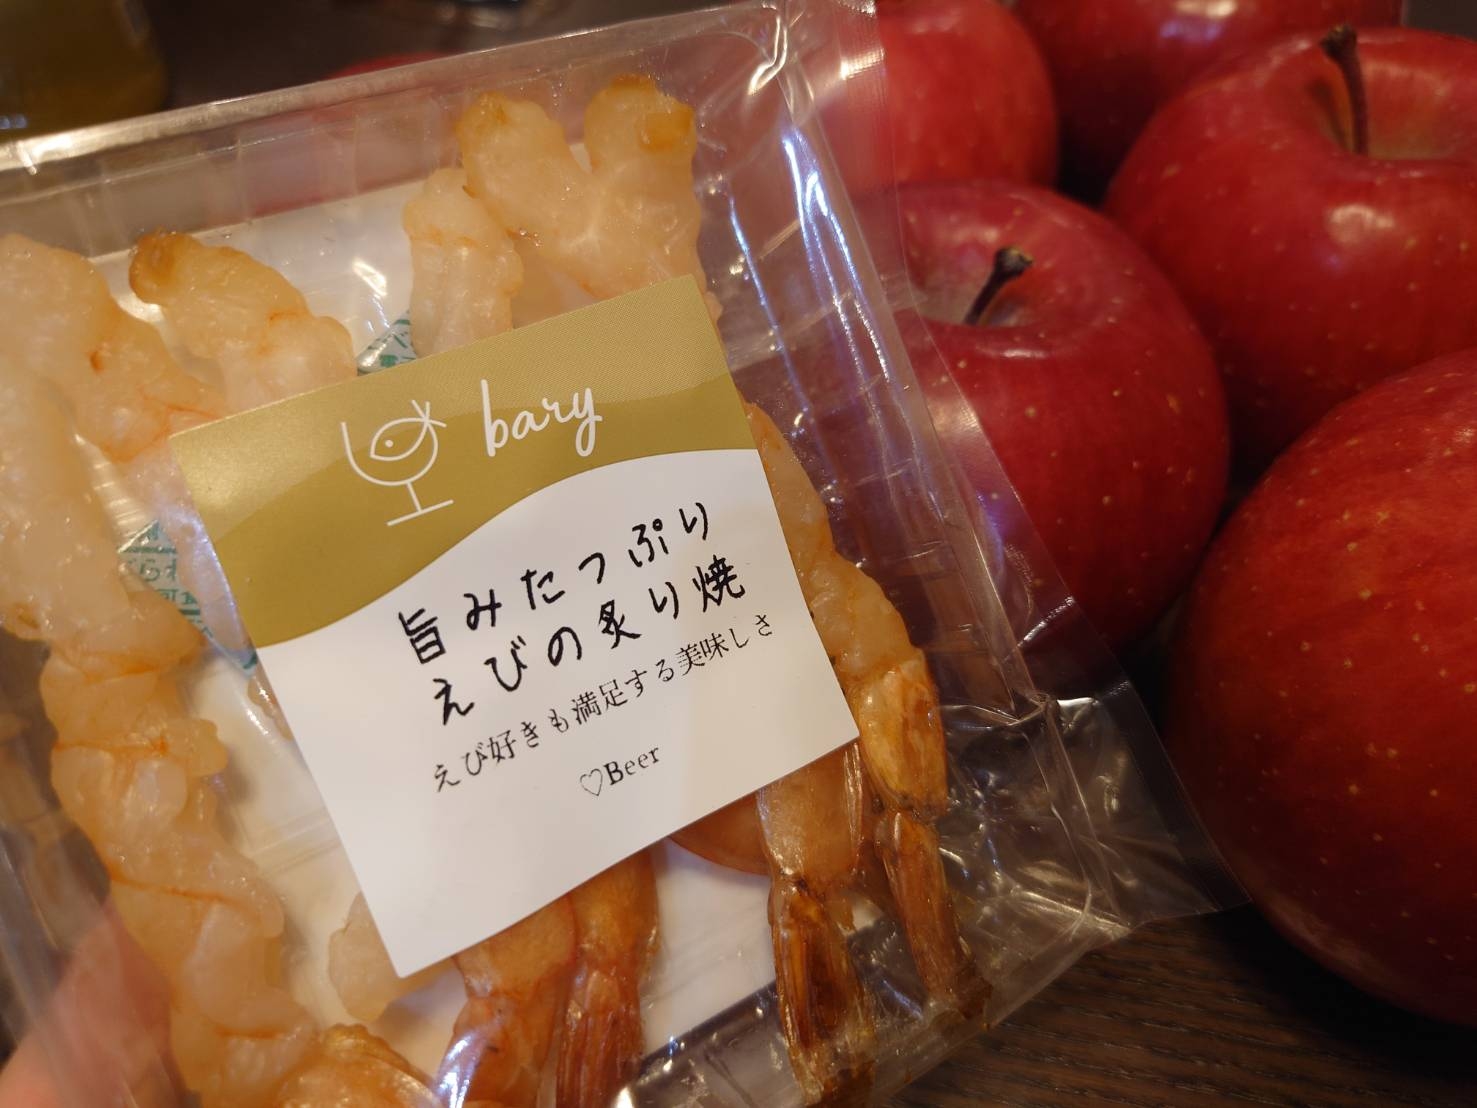 bary
旨みたっぷり
えびの炙り焼
えび好きも満足する美味しさ
♡Beer